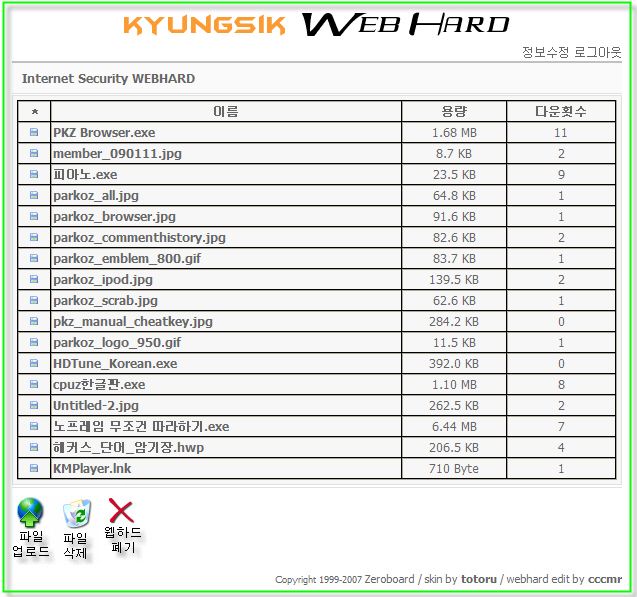 KYUNGSIK WEB HARD
정보수정 로그아웃
Internet Security WEBHARD
* 이름 용량 다운횟수
PKZ Browser.exe 1.68 MB 11
member_090111.jpg 8.7 KB 2
피아노.exe 23.5 KB 9
parkoz_all.jpg 64.8 KB 1
parkoz_browser.jpg 91.6 KB 1
parkoz_commenthistory.jpg 82.6 KB 2
parkoz_emblem_800.gif 83.7 KB 1
parkoz_ipod.jpg 139.5 KB 2
parkoz_scrab.jpg 62.6 KB 1
pkz_manual_cheatkey.jpg 284.2 KB 0
parkoz_logo_950.gif 11.5 KB 1
HDTune_Korean.exe 392.0 KB 0
cpuz한글판.exe 1.10 MB 8
Untitled-2.jpg 262.5 KB 2
노프레임 무조건 따라하기.exe 6.44 MB 7
해커스_단어_암기장.hwp 206.5 KB 4
KMPlayer.lnk 710 Byte 1
파일 업로드
파일 삭제
웹하드 폐기
Copyright 1999-2007 Zeroboard / skin by totoru / webhard edit by cccmr